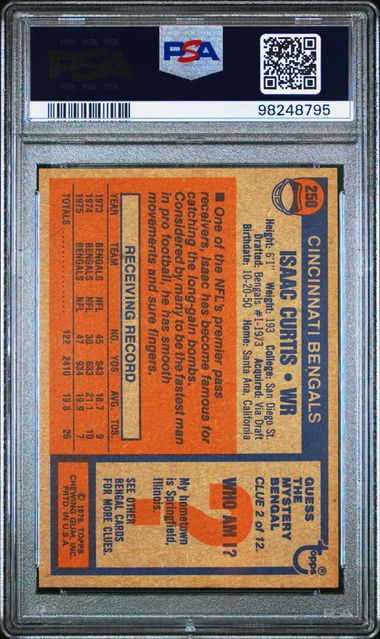 PSA
PSA
PSA
PSA
PSA
98248795
250
CINCINNATI BENGALS
ISAAC CURTIS • WR
Height: 6'1" Weight: 193 College: San Diego St.
Drafted: Bengals #1-1973 Acquired: Via Draft
Birthdate: 10-20-50 Home: Santa Ana, California
■ One of the NFL's premier pass
receivers, Isaac has become famous for
catching the long-gain bombs.
Considered by many to be the fastest man
in pro football, he has smooth
movements and sure fingers.
RECEIVING RECORD
YEAR TEAM NO. YDS. AVG. TDS.
1973 BENGALS NFL 45 843 18.7 9
1974 BENGALS NFL 30 633 21.1 10
1975 BENGALS NFL 47 934 19.9 7
TOTALS 122 2410 19.8 26
Topps®
GUESS
THE
MYSTERY
BENGAL
CLUE 2 of 12.
?
WHO AM I?
My hometown
is Springfield,
Illinois.
SEE OTHER
BENGAL CARDS
FOR MORE CLUES.
© 1976 TOPPS
CHEWING GUM, INC.
PRTD. IN U.S.A.